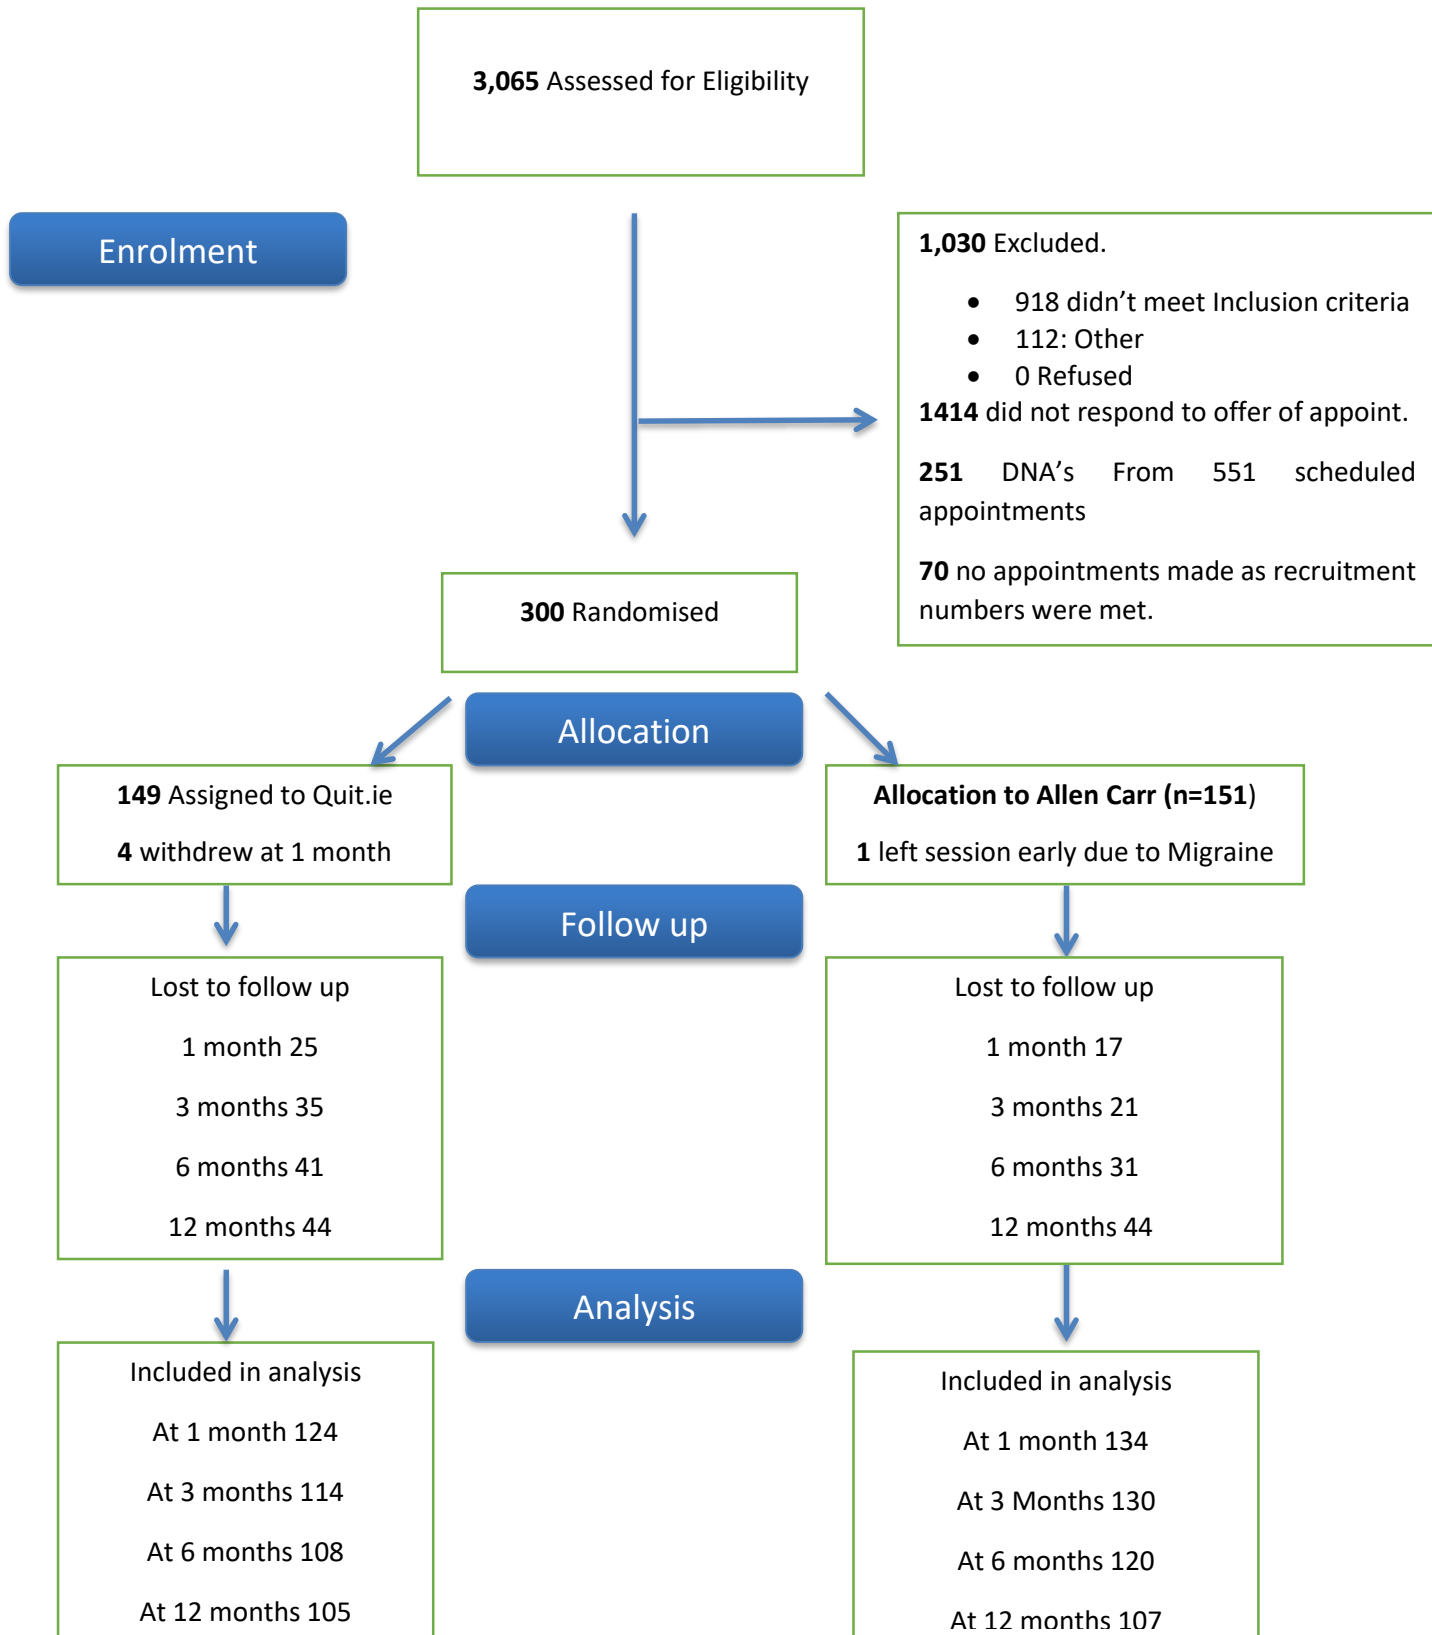 3,065 Assessed for Eligibility
Enrolment
1,030 Excluded.
• 918 didn’t meet Inclusion criteria
• 112: Other
• 0 Refused
1414 did not respond to offer of appoint.
251 DNA’s From 551 scheduled
appointments
70 no appointments made as recruitment
numbers were met.
300 Randomised
Allocation
149 Assigned to Quit.ie
4 withdrew at 1 month
Allocation to Allen Carr (n=151)
1 left session early due to Migraine
Follow up
Lost to follow up
1 month 25
3 months 35
6 months 41
12 months 44
Lost to follow up
1 month 17
3 months 21
6 months 31
12 months 44
Analysis
Included in analysis
At 1 month 124
At 3 months 114
At 6 months 108
At 12 months 105
Included in analysis
At 1 month 134
At 3 Months 130
At 6 months 120
At 12 months 107